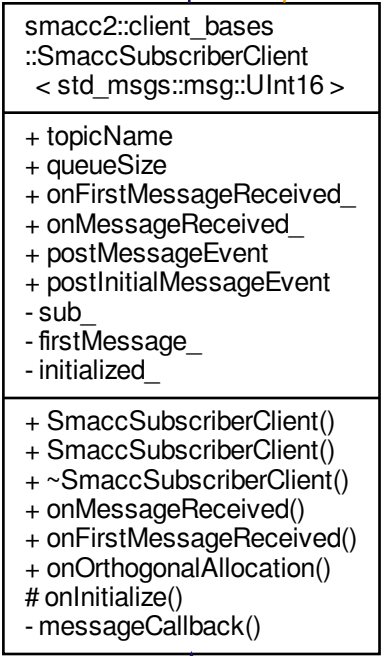 smacc2::client_bases
::SmaccSubscriberClient
< std_msgs::msg::UInt16 >
+ topicName
+ queueSize
+ onFirstMessageReceived_
+ onMessageReceived_
+ postMessageEvent
+ postInitialMessageEvent
- sub_
- firstMessage_
- initialized_
+ SmaccSubscriberClient()
+ SmaccSubscriberClient()
+ ~SmaccSubscriberClient()
+ onMessageReceived()
+ onFirstMessageReceived()
+ onOrthogonalAllocation()
# onInitialize()
- messageCallback()